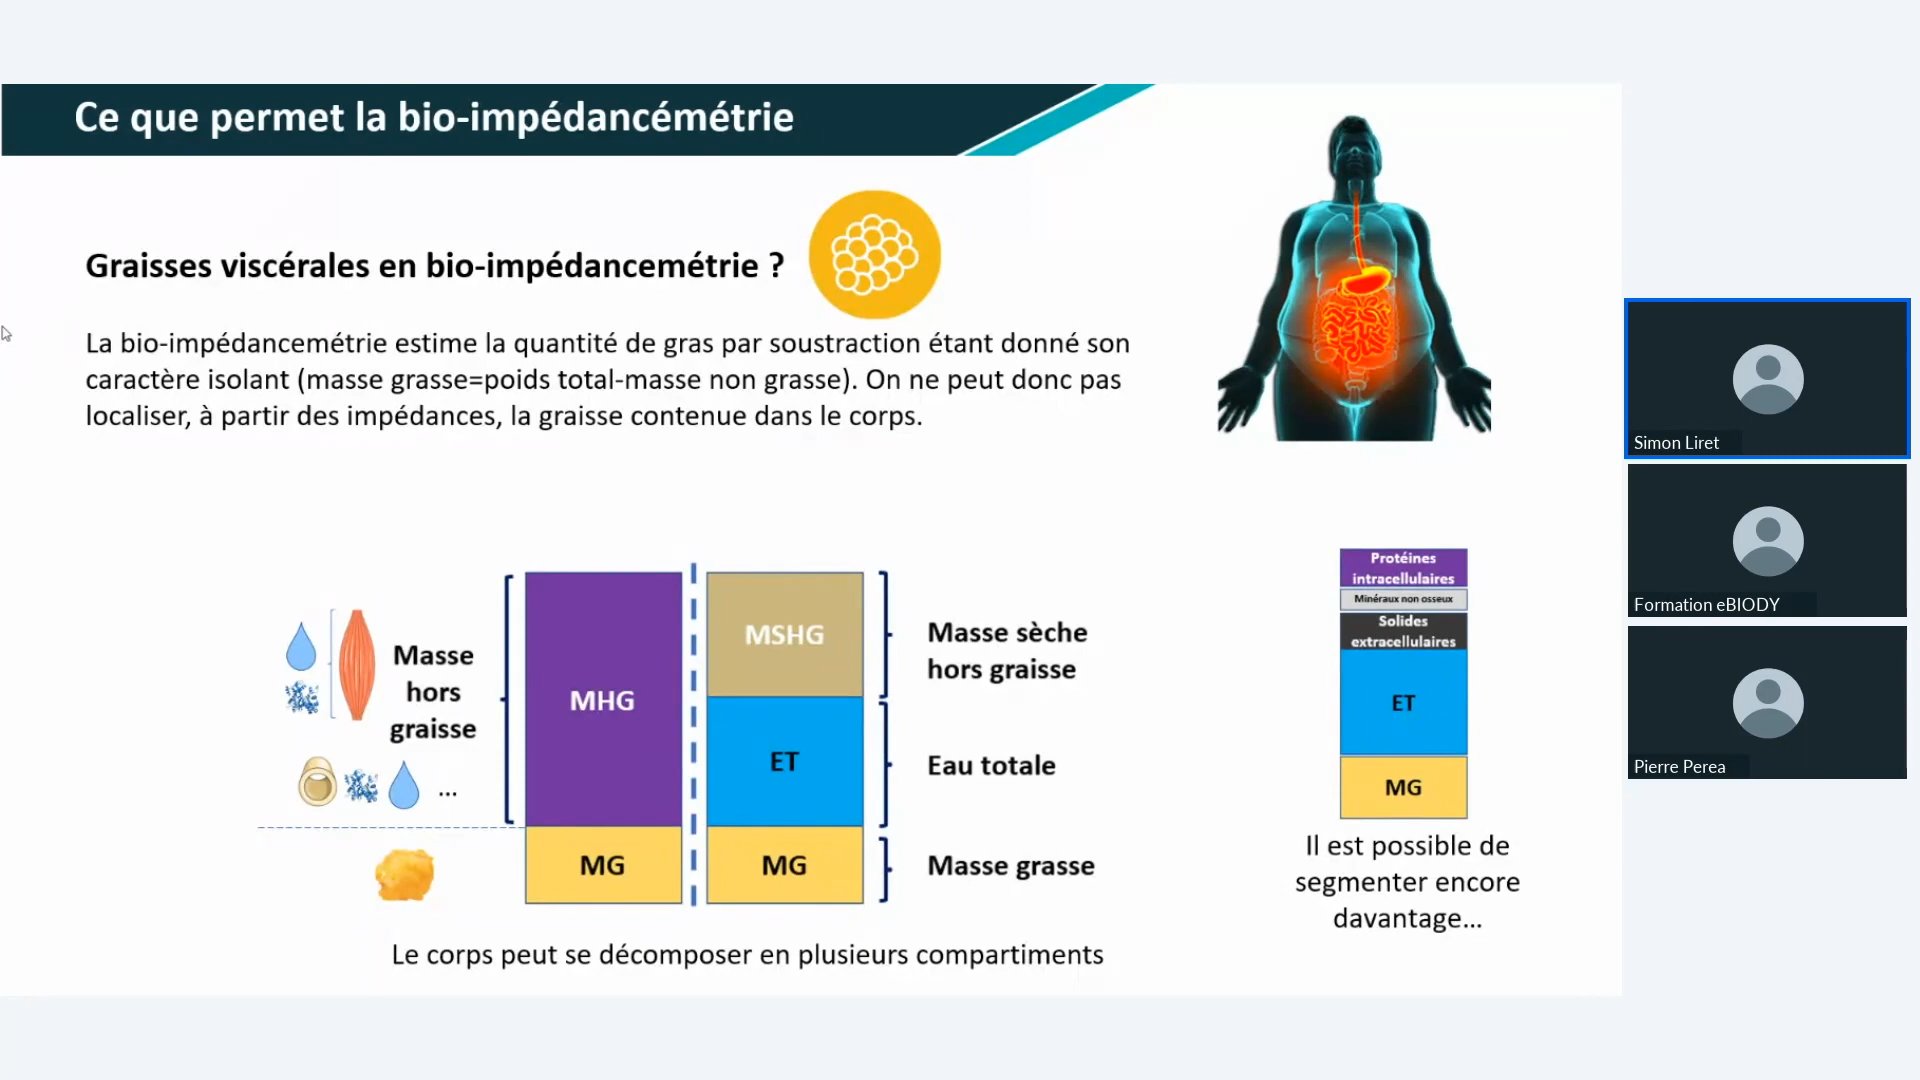 Ce que permet la bio-impédancémétrie
Graisses viscérales en bio-impédancemétrie ?
La bio-impédancemétrie estime la quantité de gras par soustraction étant donné son
caractère isolant (masse grasse=poids total-masse non grasse). On ne peut donc pas
localiser, à partir des impédances, la graisse contenue dans le corps.
Masse
hors
graisse
...
MHG
MG
MSHG
ET
MG
Masse sèche
hors graisse
Eau totale
Masse grasse
Le corps peut se décomposer en plusieurs compartiments
Protéines
intracellulaires
Minéraux non osseux
Solides
extracellulaires
ET
MG
Il est possible de
segmenter encore
davantage...
Simon Liret
Formation eBIODY
Pierre Perea